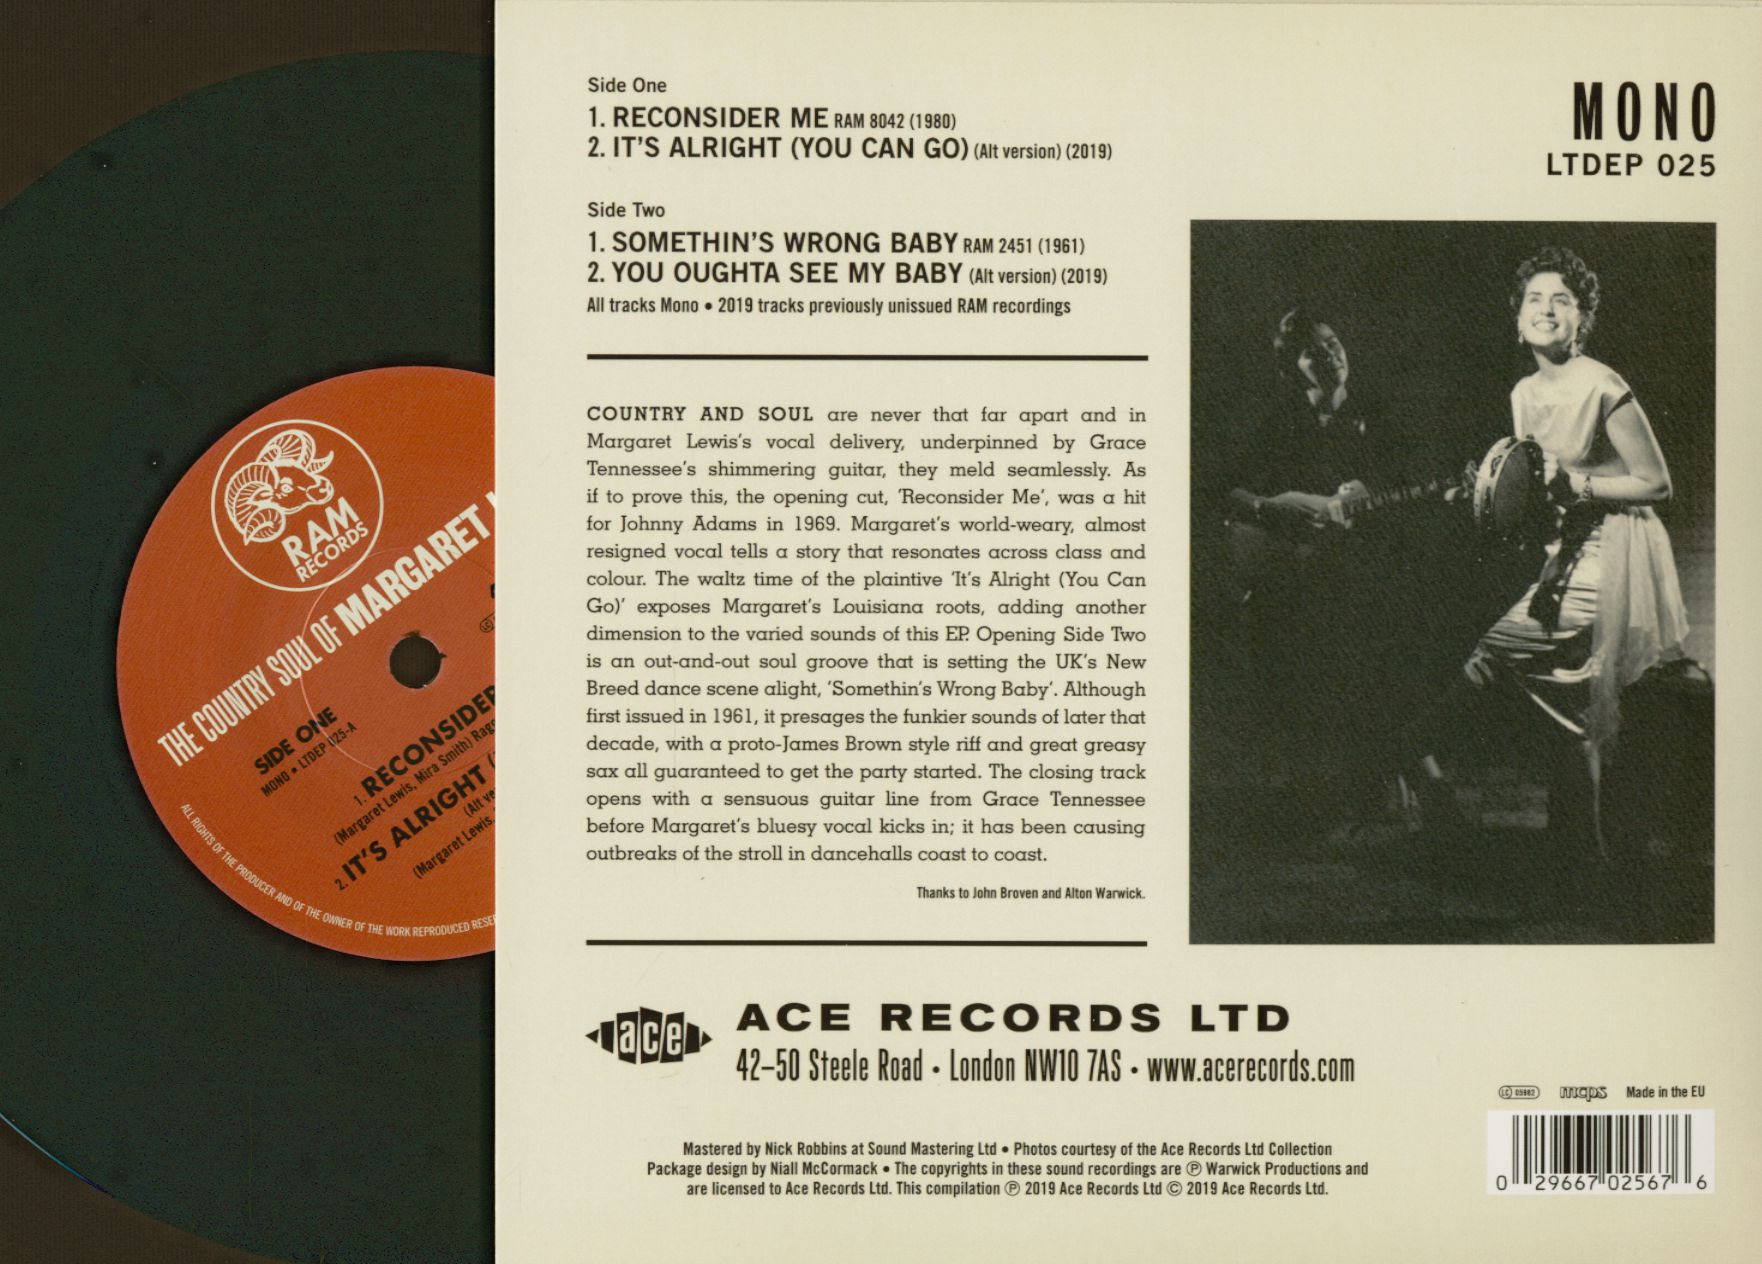 Side One
1. RECONSIDER ME RAM 8042 (1980)
2. IT'S ALRIGHT (YOU CAN GO) (Alt version) (2019)
Side Two
1. SOMETHIN'S WRONG BABY RAM 2451 (1961)
2. YOU OUGHTA SEE MY BABY (Alt version) (2019)
All tracks Mono • 2019 tracks previously unissued RAM recordings
MONO
LTDEP 025
COUNTRY AND SOUL are never that far apart and in
Margaret Lewis's vocal delivery, underpinned by Grace
Tennessee's shimmering guitar, they meld seamlessly. As
if to prove this, the opening cut, 'Reconsider Me', was a hit
for Johnny Adams in 1969. Margaret's world-weary, almost
resigned vocal tells a story that resonates across class and
colour. The waltz time of the plaintive 'It's Alright (You Can
Go)' exposes Margaret's Louisiana roots, adding another
dimension to the varied sounds of this EP. Opening Side Two
is an out-and-out soul groove that is setting the UK's New
Breed dance scene alight, 'Somethin's Wrong Baby'. Although
first issued in 1961, it presages the funkier sounds of later that
decade, with a proto-James Brown style riff and great greasy
sax all guaranteed to get the party started. The closing track
opens with a sensuous guitar line from Grace Tennessee
before Margaret's bluesy vocal kicks in; it has been causing
outbreaks of the stroll in dancehalls coast to coast.
Thanks to John Broven and Alton Warwick.
ace
ACE RECORDS LTD
42–50 Steele Road • London NW10 7AS • www.acerecords.com
LC 05982 mcps Made in the EU
0 29667 02567 6
Mastered by Nick Robbins at Sound Mastering Ltd • Photos courtesy of the Ace Records Ltd Collection
Package design by Niall McCormack • The copyrights in these sound recordings are Ⓟ Warwick Productions and
are licensed to Ace Records Ltd. This compilation Ⓟ 2019 Ace Records Ltd © 2019 Ace Records Ltd.
RAM
RECORDS
THE COUNTRY SOUL OF MARGARET
SIDE ONE
MONO • LTDEP 025-A
1. RECONSIDER
(Margaret Lewis, Mira Smith)
2. IT'S ALRIGHT
(Alt
(Margaret Lewis,
ALL RIGHTS OF THE PRODUCER AND OF THE OWNER OF THE WORK REPRODUCED